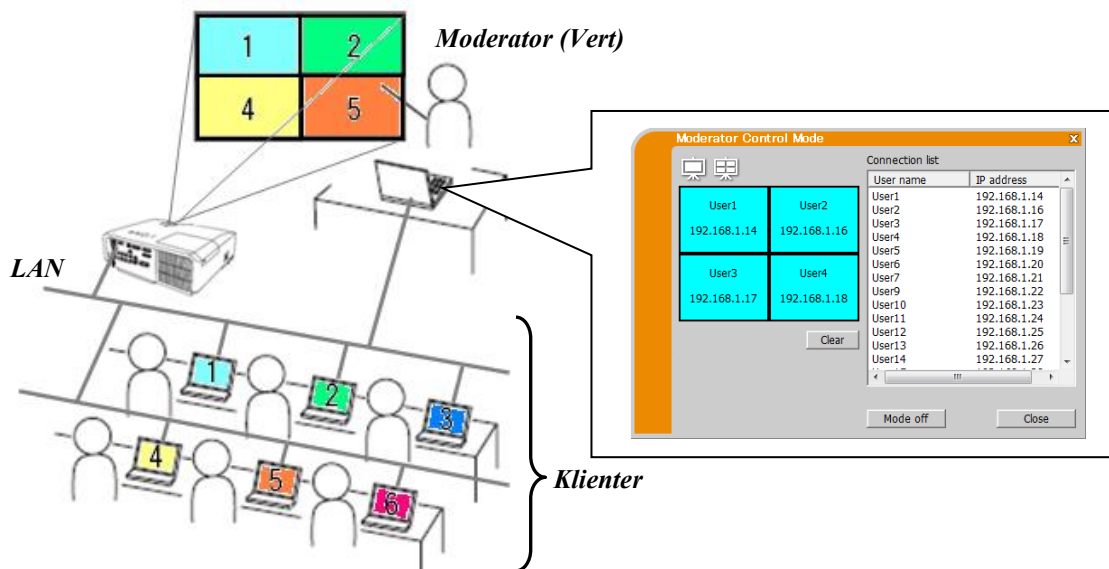 1
2
4
5
Moderator (Vert)
LAN
1
2
3
4
5
6
Klienter
Moderator Control Mode
x
Connection list
User name IP address
User1 192.168.1.14
User2 192.168.1.16
User3 192.168.1.17
User4 192.168.1.18
User5 192.168.1.19
User6 192.168.1.20
User7 192.168.1.21
User9 192.168.1.22
User10 192.168.1.23
User11 192.168.1.24
User12 192.168.1.25
User13 192.168.1.26
User14 192.168.1.27
User1
192.168.1.14
User2
192.168.1.16
User3
192.168.1.17
User4
192.168.1.18
Clear
Mode off
Close